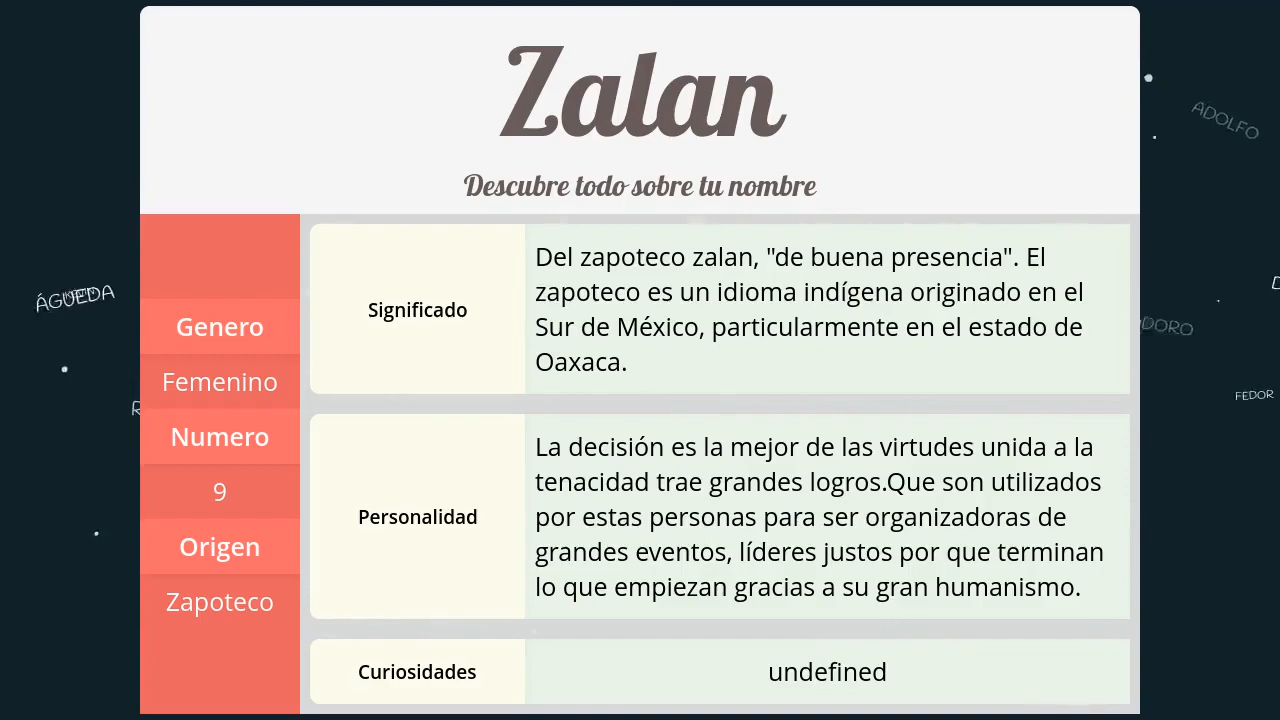 Zalan
Descubre todo sobre tu nombre
ADOLFO
ÁGUEDA
DORO
FEDOR
R
Genero
Femenino
Numero
9
Origen
Zapoteco
Significado
Del zapoteco zalan, "de buena presencia". El
zapoteco es un idioma indígena originado en el
Sur de México, particularmente en el estado de
Oaxaca.
Personalidad
La decisión es la mejor de las virtudes unida a la
tenacidad trae grandes logros.Que son utilizados
por estas personas para ser organizadoras de
grandes eventos, líderes justos por que terminan
lo que empiezan gracias a su gran humanismo.
Curiosidades
undefined